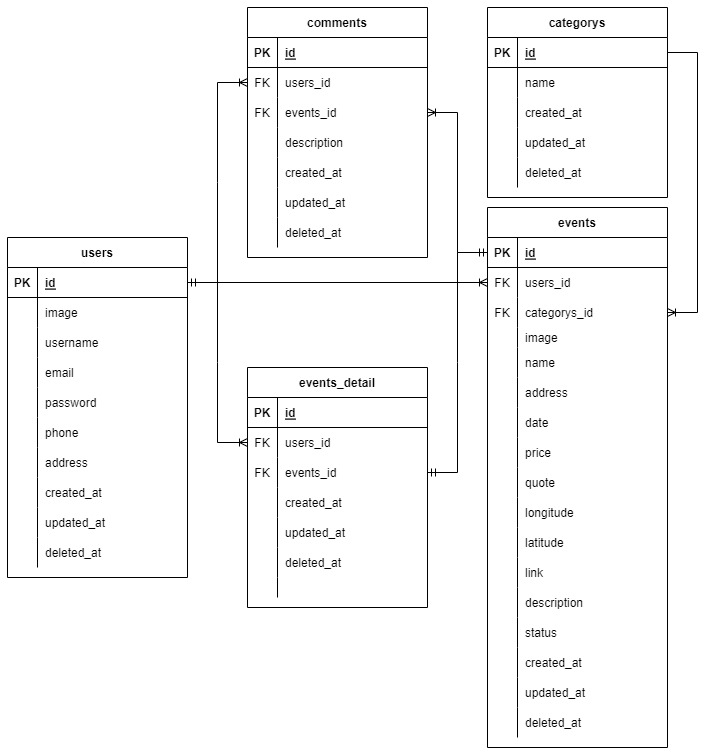 comments
PK id
FK users_id
FK events_id
description
created_at
updated_at
deleted_at
categorys
PK id
name
created_at
updated_at
deleted_at
users
PK id
image
username
email
password
phone
address
created_at
updated_at
deleted_at
events_detail
PK id
FK users_id
FK events_id
created_at
updated_at
deleted_at
events
PK id
FK users_id
FK categorys_id
image
name
address
date
price
quote
longitude
latitude
link
description
status
created_at
updated_at
deleted_at